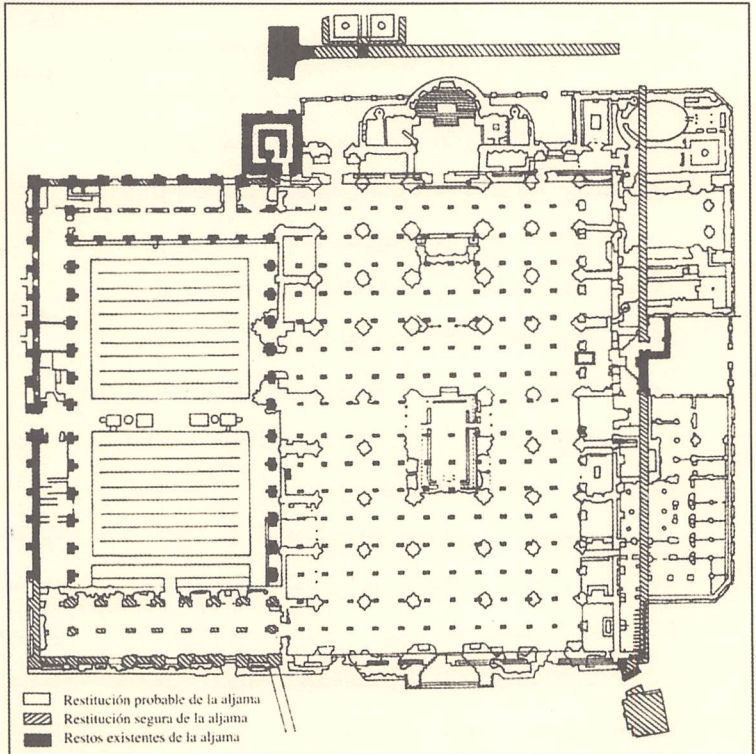 Restitución probable de la aljama
Restitución segura de la aljama
Restos existentes de la aljama